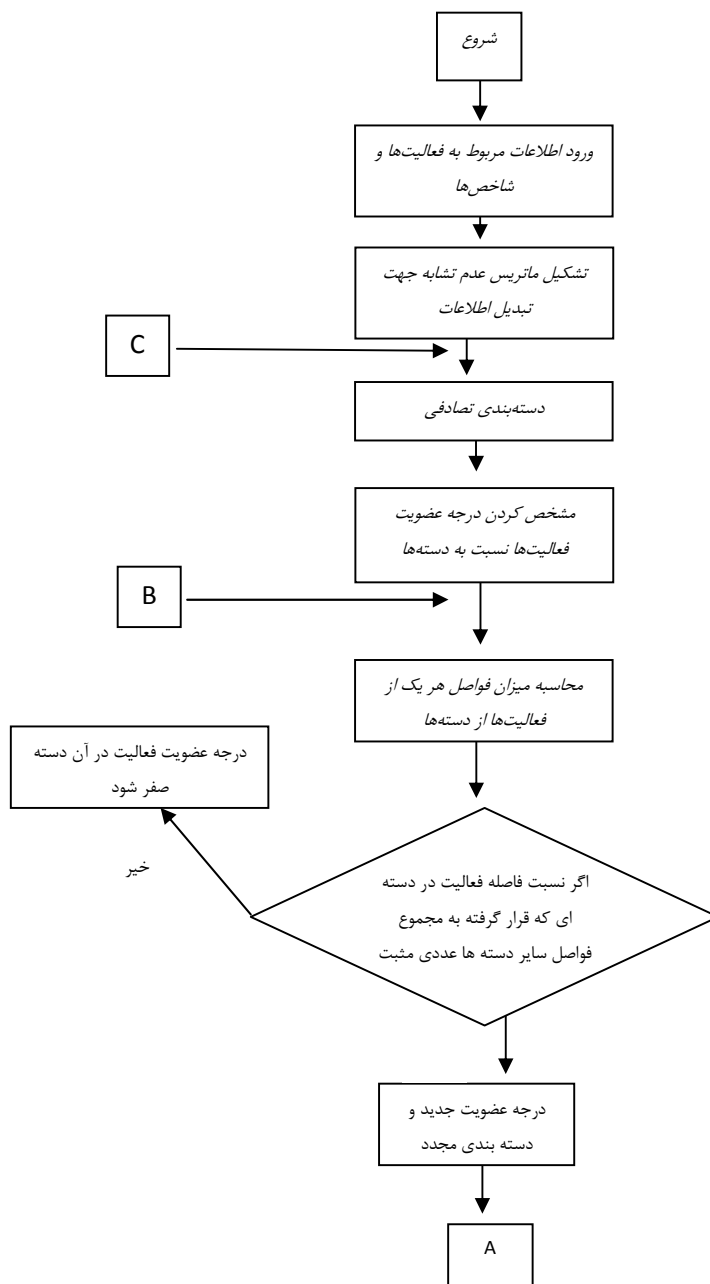 شروع
ورود اطلاعات مربوط به فعالیت‌ها و
شاخص‌ها
تشکیل ماتریس عدم تشابه جهت
تبدیل اطلاعات
C
دسته‌بندی تصادفی
مشخص کردن درجه عضویت
فعالیت‌ها نسبت به دسته‌ها
B
محاسبه میزان فواصل هر یک از
فعالیت‌ها از دسته‌ها
درجه عضویت فعالیت در آن دسته
صفر شود
خیر
اگر نسبت فاصله فعالیت در دسته
ای که قرار گرفته به مجموع
فواصل سایر دسته ها عددی مثبت
درجه عضویت جدید و
دسته بندی مجدد
A